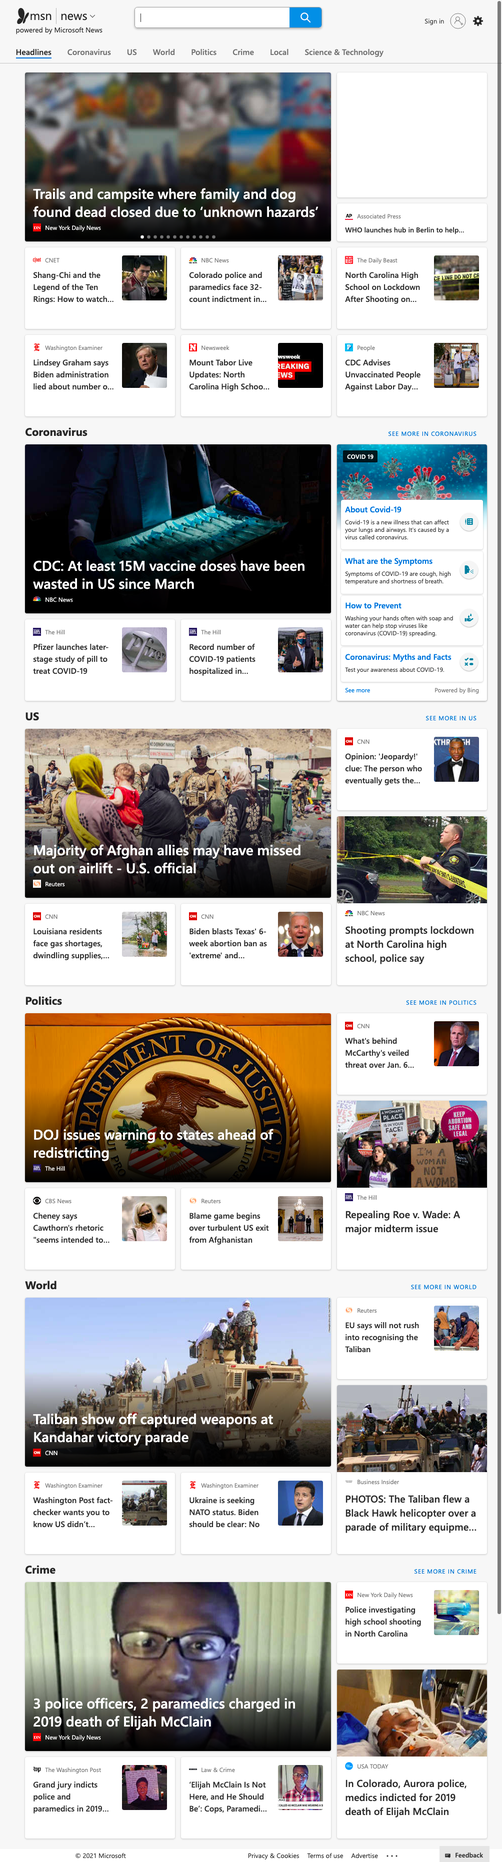 msn news
powered by Microsoft News
Sign in
Headlines Coronavirus US World Politics Crime Local Science & Technology
Trails and campsite where family and dog
found dead closed due to ‘unknown hazards’
New York Daily News
Associated Press
WHO launches hub in Berlin to help...
CNET
Shang-Chi and the
Legend of the Ten
Rings: How to watch...
NBC News
Colorado police and
paramedics face 32-
count indictment in...
The Daily Beast
North Carolina High
School on Lockdown
After Shooting on...
Washington Examiner
Lindsey Graham says
Biden administration
lied about number o...
Newsweek
Mount Tabor Live
Updates: North
Carolina High Schoo...
People
CDC Advises
Unvaccinated People
Against Labor Day...
Coronavirus
SEE MORE IN CORONAVIRUS
CDC: At least 15M vaccine doses have been
wasted in US since March
NBC News
COVID 19
About Covid-19
Covid-19 is a new illness that can affect
your lungs and airways. It's caused by a
virus called coronavirus.
What are the Symptoms
Symptoms of COVID-19 are cough, high
temperature and shortness of breath.
How to Prevent
Washing your hands often with soap and
water can help stop viruses like
coronavirus (COVID-19) spreading.
Coronavirus: Myths and Facts
Test your awareness about COVID-19.
See more
Powered by Bing
The Hill
Pfizer launches later-
stage study of pill to
treat COVID-19
The Hill
Record number of
COVID-19 patients
hospitalized in...
US
SEE MORE IN US
Majority of Afghan allies may have missed
out on airlift - U.S. official
Reuters
CNN
Opinion: 'Jeopardy!'
clue: The person who
eventually gets the...
NBC News
Shooting prompts lockdown
at North Carolina high
school, police say
CNN
Louisiana residents
face gas shortages,
dwindling supplies,...
CNN
Biden blasts Texas' 6-
week abortion ban as
'extreme' and...
Politics
SEE MORE IN POLITICS
DEPARTMENT OF JUSTICE
DOJ issues warning to states ahead of
redistricting
The Hill
CNN
What's behind
McCarthy's veiled
threat over Jan. 6...
KEEP
ABORTION
SAFE AND
LEGAL
I'M A
WOMAN
NOT
A WOMB
The Hill
Repealing Roe v. Wade: A
major midterm issue
CBS News
Cheney says
Cawthorn's rhetoric
"seems intended to...
Reuters
Blame game begins
over turbulent US exit
from Afghanistan
World
SEE MORE IN WORLD
Taliban show off captured weapons at
Kandahar victory parade
CNN
Reuters
EU says will not rush
into recognising the
Taliban
Business Insider
PHOTOS: The Taliban flew a
Black Hawk helicopter over a
parade of military equipme...
Washington Examiner
Washington Post fact-
checker wants you to
know US didn't...
Washington Examiner
Ukraine is seeking
NATO status. Biden
should be clear: No
Crime
SEE MORE IN CRIME
3 police officers, 2 paramedics charged in
2019 death of Elijah McClain
New York Daily News
New York Daily News
Police investigating
high school shooting
in North Carolina
USA TODAY
In Colorado, Aurora police,
medics indicted for 2019
death of Elijah McClain
The Washington Post
Grand jury indicts
police and
paramedics in 2019...
Law & Crime
'Elijah McClain Is Not
Here, and He Should
Be': Cops, Paramedi...
© 2021 Microsoft
Privacy & Cookies Terms of use Advertise ...
Feedback